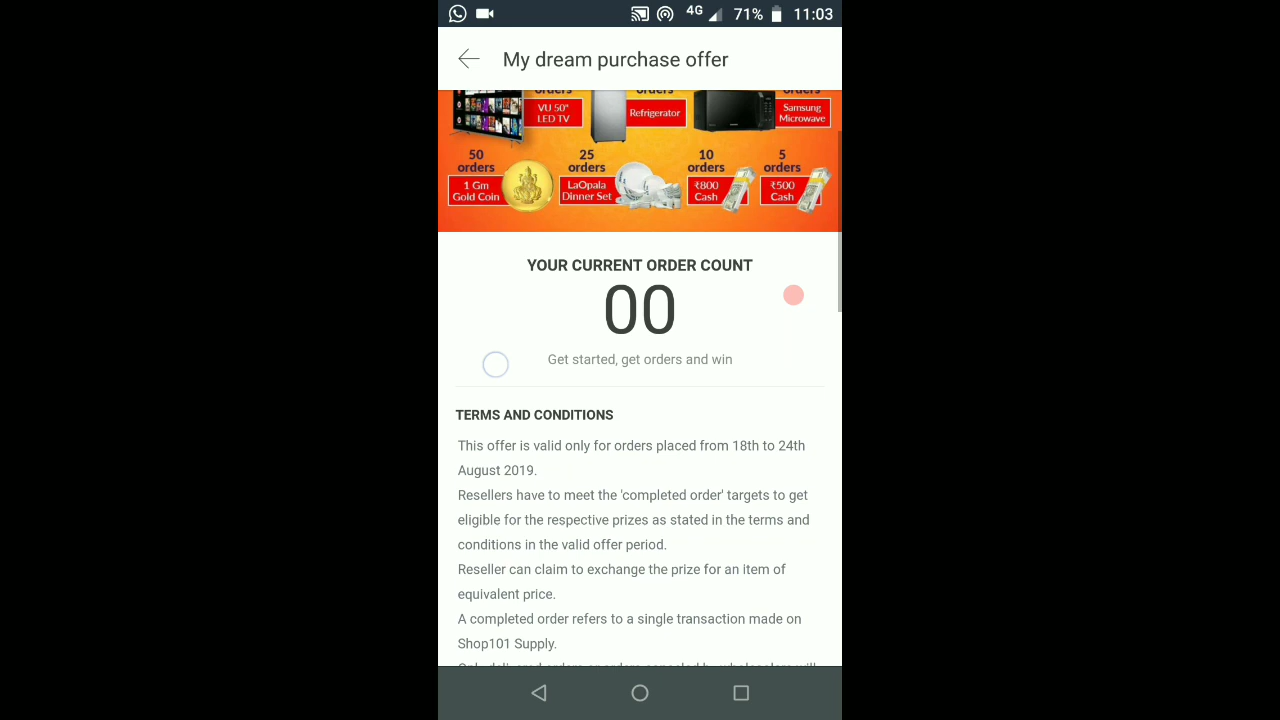 4G 71% 11:03
My dream purchase offer
orders orders
VU 50"
LED TV
Refrigerator
Samsung
Microwave
50 25 10 5
orders orders orders orders
1 Gm
Gold Coin
LaOpala
Dinner Set
₹800
Cash
₹500
Cash
YOUR CURRENT ORDER COUNT
00
Get started, get orders and win
TERMS AND CONDITIONS
This offer is valid only for orders placed from 18th to 24th
August 2019.
Resellers have to meet the 'completed order' targets to get
eligible for the respective prizes as stated in the terms and
conditions in the valid offer period.
Reseller can claim to exchange the prize for an item of
equivalent price.
A completed order refers to a single transaction made on
Shop101 Supply.